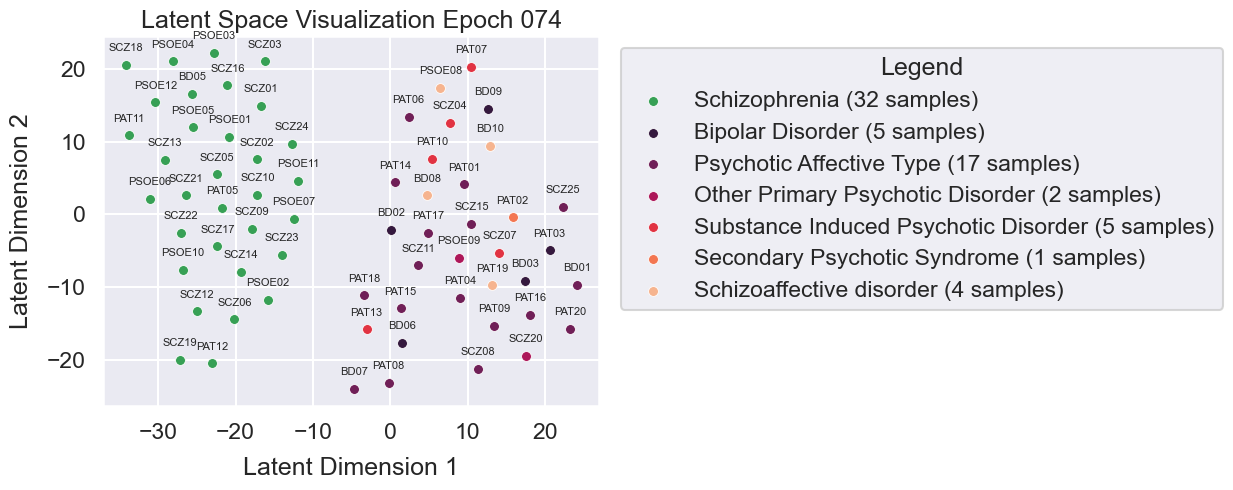 Latent Space Visualization Epoch 074
PSOE03
SCZ18
PSOE04
SCZ03
PAT07
BD05
SCZ16
PSOE08
PSOE12
SCZ01
BD09
PAT06
SCZ04
PAT11
PSOE05
PSOE01
SCZ24
BD10
SCZ13
SCZ02
PAT10
PSOE11
PAT14
PAT01
SCZ05
BD08
PSOE06
SCZ21
SCZ10
PAT05
SCZ25
PSOE07
SCZ15
PAT02
SCZ22
SCZ09
BD02
PAT17
SCZ17
SCZ23
SCZ11
PSOE09
SCZ07
PAT03
PSOE10
SCZ14
PSOE02
PAT18
PAT04
PAT19
BD03
BD01
SCZ12
SCZ06
PAT15
PAT13
PAT09
PAT16
PAT20
BD06
SCZ19
PAT12
SCZ08
SCZ20
BD07
PAT08
20
10
0
−10
−20
−30
−20
−10
0
10
20
Latent Dimension 1
Latent Dimension 2
Legend
Schizophrenia (32 samples)
Bipolar Disorder (5 samples)
Psychotic Affective Type (17 samples)
Other Primary Psychotic Disorder (2 samples)
Substance Induced Psychotic Disorder (5 samples)
Secondary Psychotic Syndrome (1 samples)
Schizoaffective disorder (4 samples)